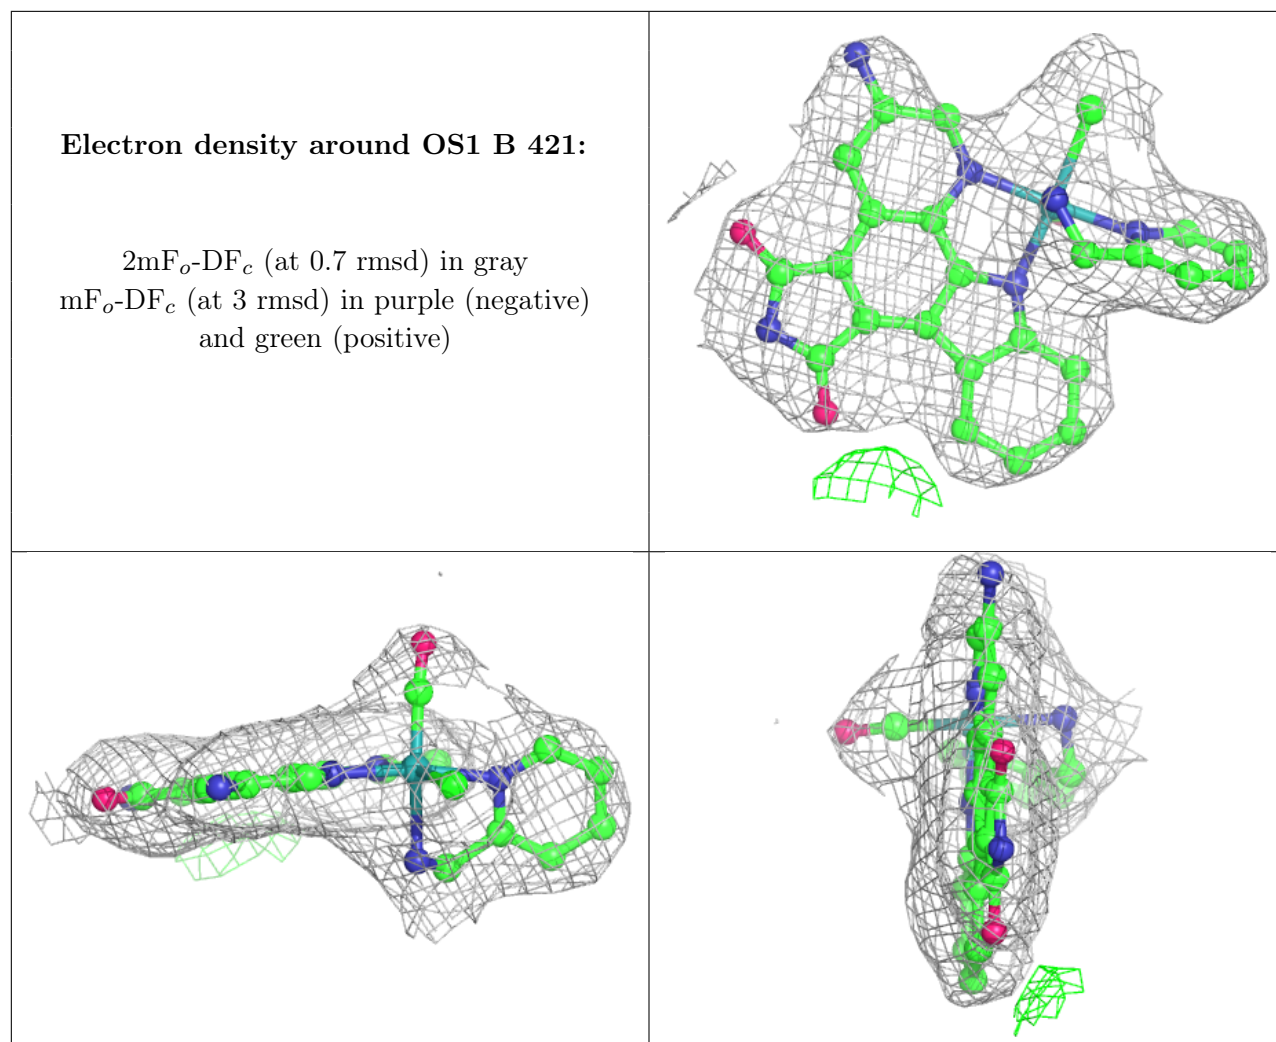 Electron density around OS1 B 421:
2mFo-DFc (at 0.7 rmsd) in gray
mFo-DFc (at 3 rmsd) in purple (negative)
and green (positive)